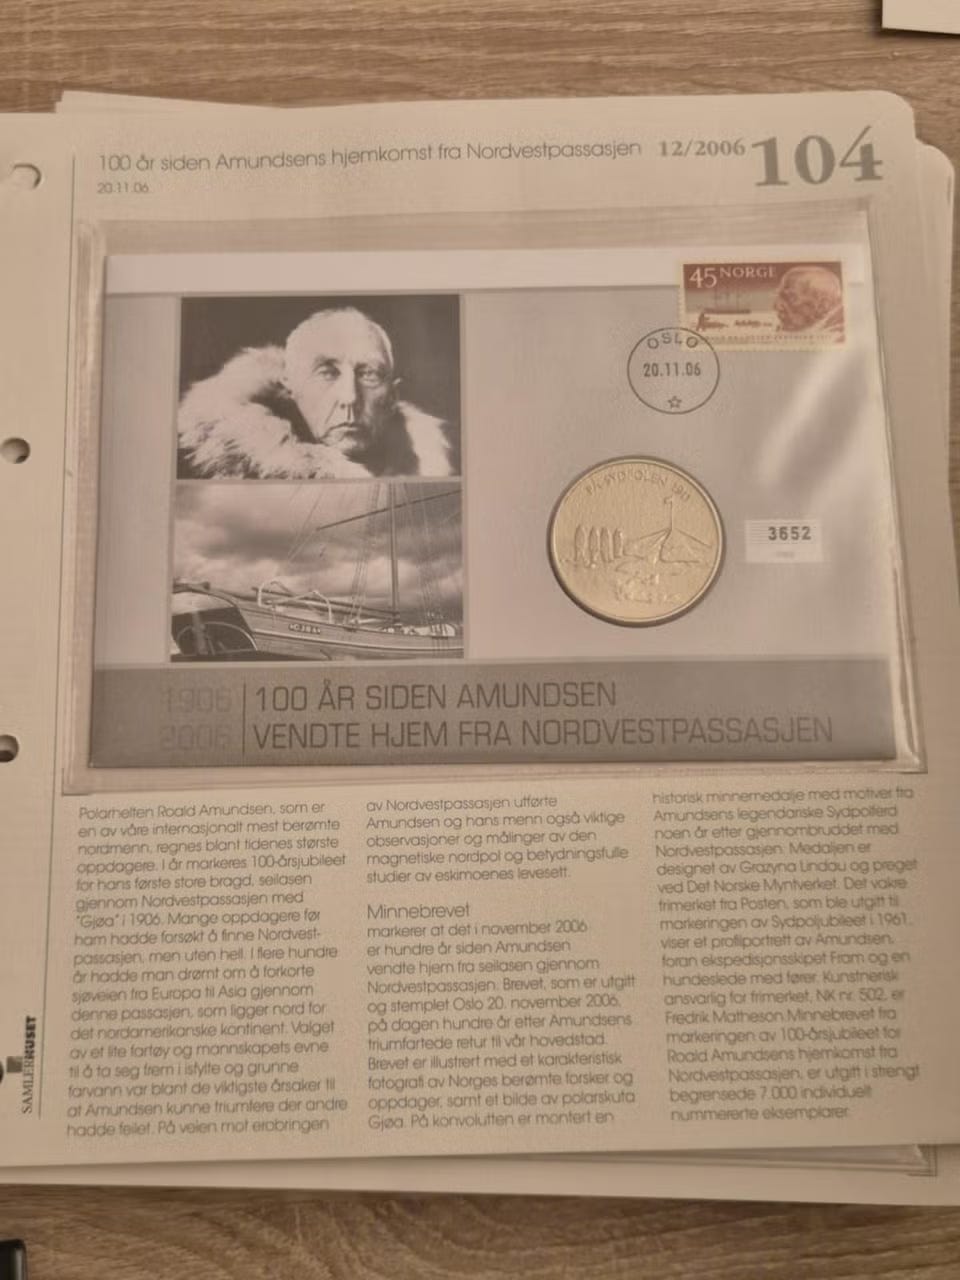 100 år siden Amundsens hjemkomst fra Nordvestpassasjen 12/2006 104
20.11.06
45 NORGE
OSLO
20.11.06
PÅ SYDPOLEN 1911
3652
1906 100 ÅR SIDEN AMUNDSEN
2006 VENDTE HJEM FRA NORDVESTPASSASJEN
Polarhelten Roald Amundsen, som er
en av våre internasjonalt mest berømte
nordmenn, regnes blant tidenes største
oppdagere. I år markeres 100-årsjubileet
for hans første store bragd, seilasen
gjennom Nordvestpassasjen med
"Gjøa" i 1906. Mange oppdagere før
ham hadde forsøkt å finne Nordvest-
passasjen, men uten hell. I flere hundre
år hadde man drømt om å forkorte
sjøveien fra Europa til Asia gjennom
denne passasjen, som ligger nord for
det nordamerikanske kontinent. Valget
av et lite fartøy og mannskapets evne
til å ta seg frem i isfylte og grunne
farvann var blant de viktigste årsaker til
at Amundsen kunne triumfere der andre
hadde feilet. På veien mot erobringen
av Nordvestpassasjen utførte
Amundsen og hans menn også viktige
observasjoner og målinger av den
magnetiske nordpol og betydningsfulle
studier av eskimoenes levesett.
Minnebrevet
markerer at det i november 2006
er hundre år siden Amundsen
vendte hjem fra seilasen gjennom
Nordvestpassasjen. Brevet, som er utgitt
og stemplet Oslo 20. november 2006,
på dagen hundre år etter Amundsens
triumfartede retur til vår hovedstad.
Brevet er illustrert med et karakteristisk
fotografi av Norges berømte forsker og
oppdager, samt et bilde av polarskuta
Gjøa. På konvolutten er montert en
historisk minnemedalje med motiver fra
Amundsens legendariske Sydpolferd
noen år etter gjennombruddet med
Nordvestpassasjen. Medaljen er
designet av Grazyna Lindau og preget
ved Det Norske Myntverket. Det vakre
frimerket fra Posten, som ble utgitt til
markeringen av Sydpoljubileet i 1961,
viser et profilportrett av Amundsen,
foran ekspedisjonsskipet Fram og en
hundeslede med fører. Kunstnerisk
ansvarlig for frimerket, NK nr. 502, er
Fredrik Matheson. Minnebrevet fra
markeringen av 100-årsjubileet for
Roald Amundsens hjemkomst fra
Nordvestpassasjen, er utgitt i strengt
begrensede 7.000 individuelt
nummererte eksemplarer.
SAMLERHUSET